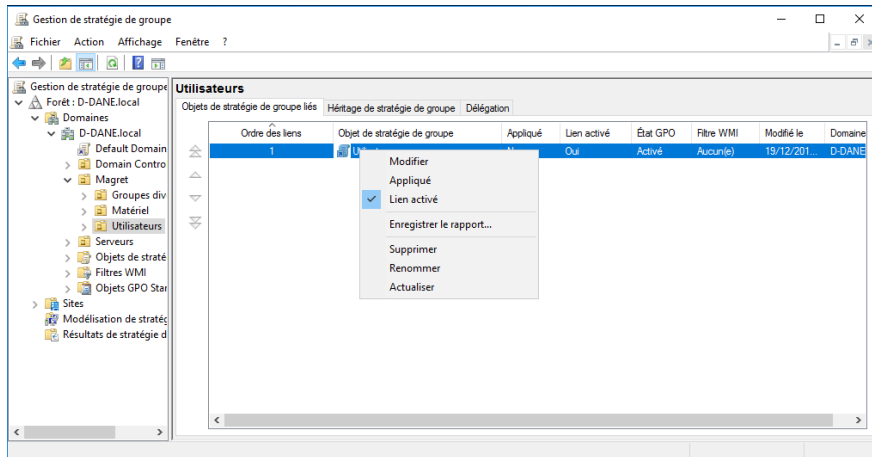 Gestion de stratégie de groupe
Fichier Action Affichage Fenêtre ?
Gestion de stratégie de groupe
Forêt : D-DANE.local
Domaines
D-DANE.local
Default Domain
Domain Contro
Magret
Groupes div
Matériel
Utilisateurs
Serveurs
Objets de straté
Filtres WMI
Objets GPO Star
Sites
Modélisation de stratég
Résultats de stratégie d
Utilisateurs
Objets de stratégie de groupe liés Héritage de stratégie de groupe Délégation
Ordre des liens Objet de stratégie de groupe Appliqué Lien activé État GPO Filtre WMI Modifié le Domaine
1 Oui Activé Aucun(e) 19/12/201... D-DANE
Modifier
Appliqué
Lien activé
Enregistrer le rapport...
Supprimer
Renommer
Actualiser